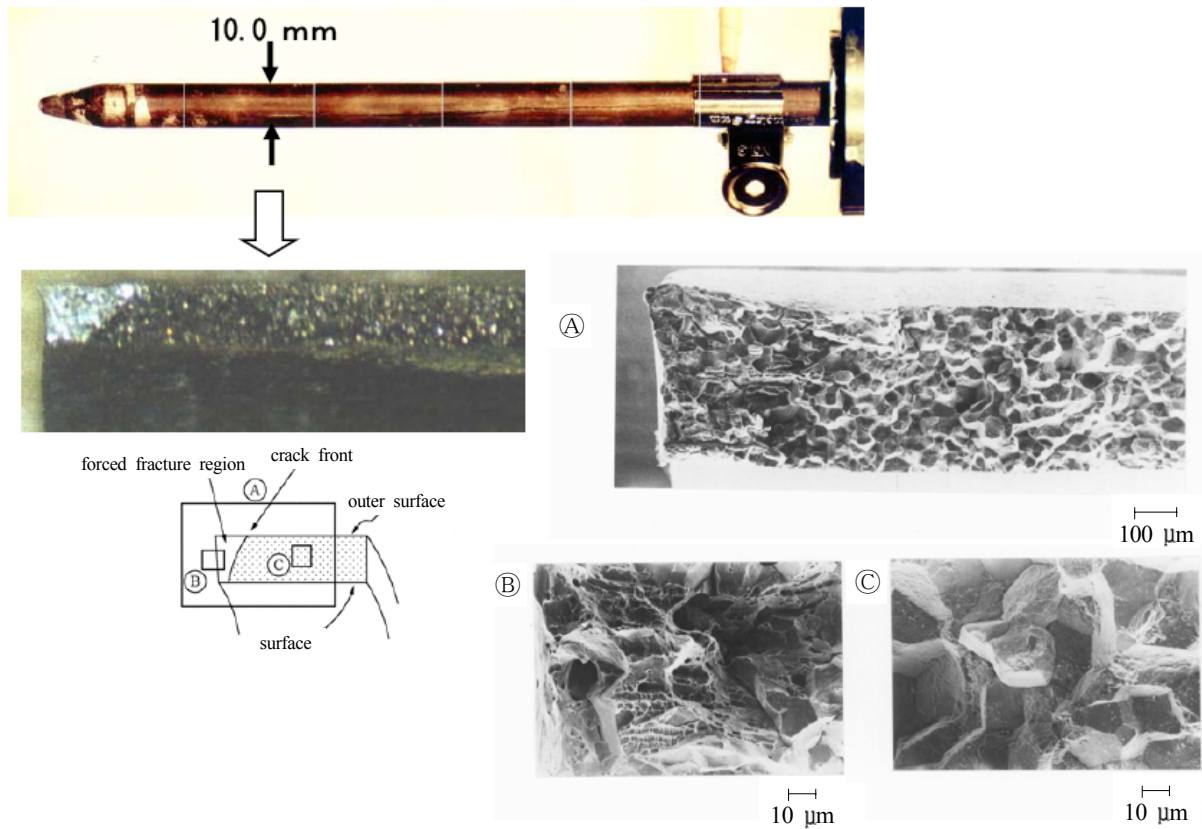 10.0 mm
Ⓐ
100 μm
forced fracture region
crack front
Ⓐ
outer surface
Ⓑ
Ⓒ
surface
Ⓑ
10 μm
Ⓒ
10 μm